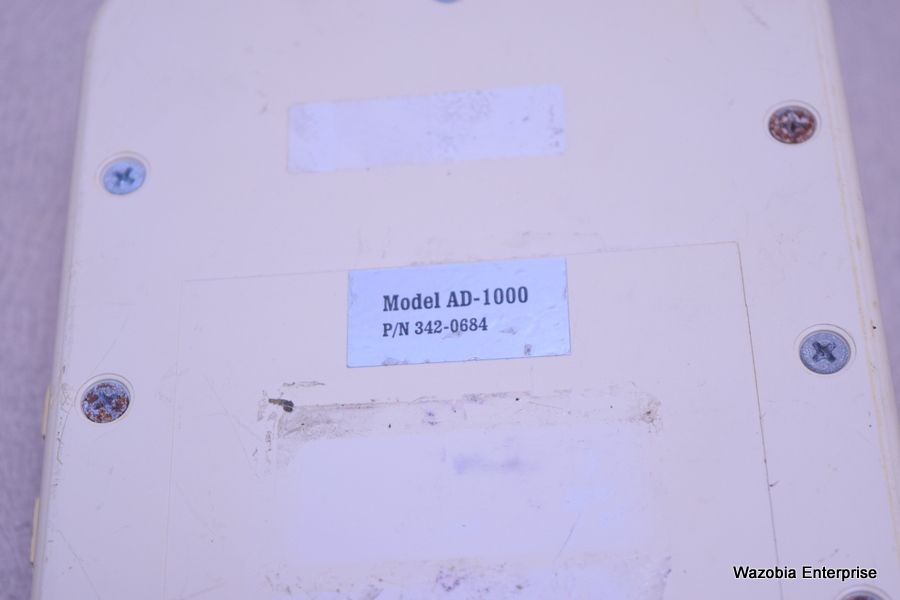 Model AD-1000
P/N 342-0684
Wazobia Enterprise